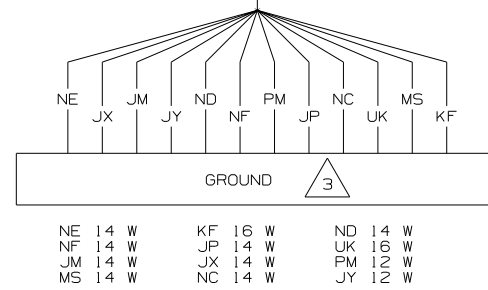 NE JM ND PM NC MS
JX JY NF JP UK KF
GROUND 3
NE 14 W KF 16 W ND 14 W
NF 14 W JP 14 W UK 16 W
JM 14 W JX 14 W PM 12 W
MS 14 W NC 14 W JY 12 W